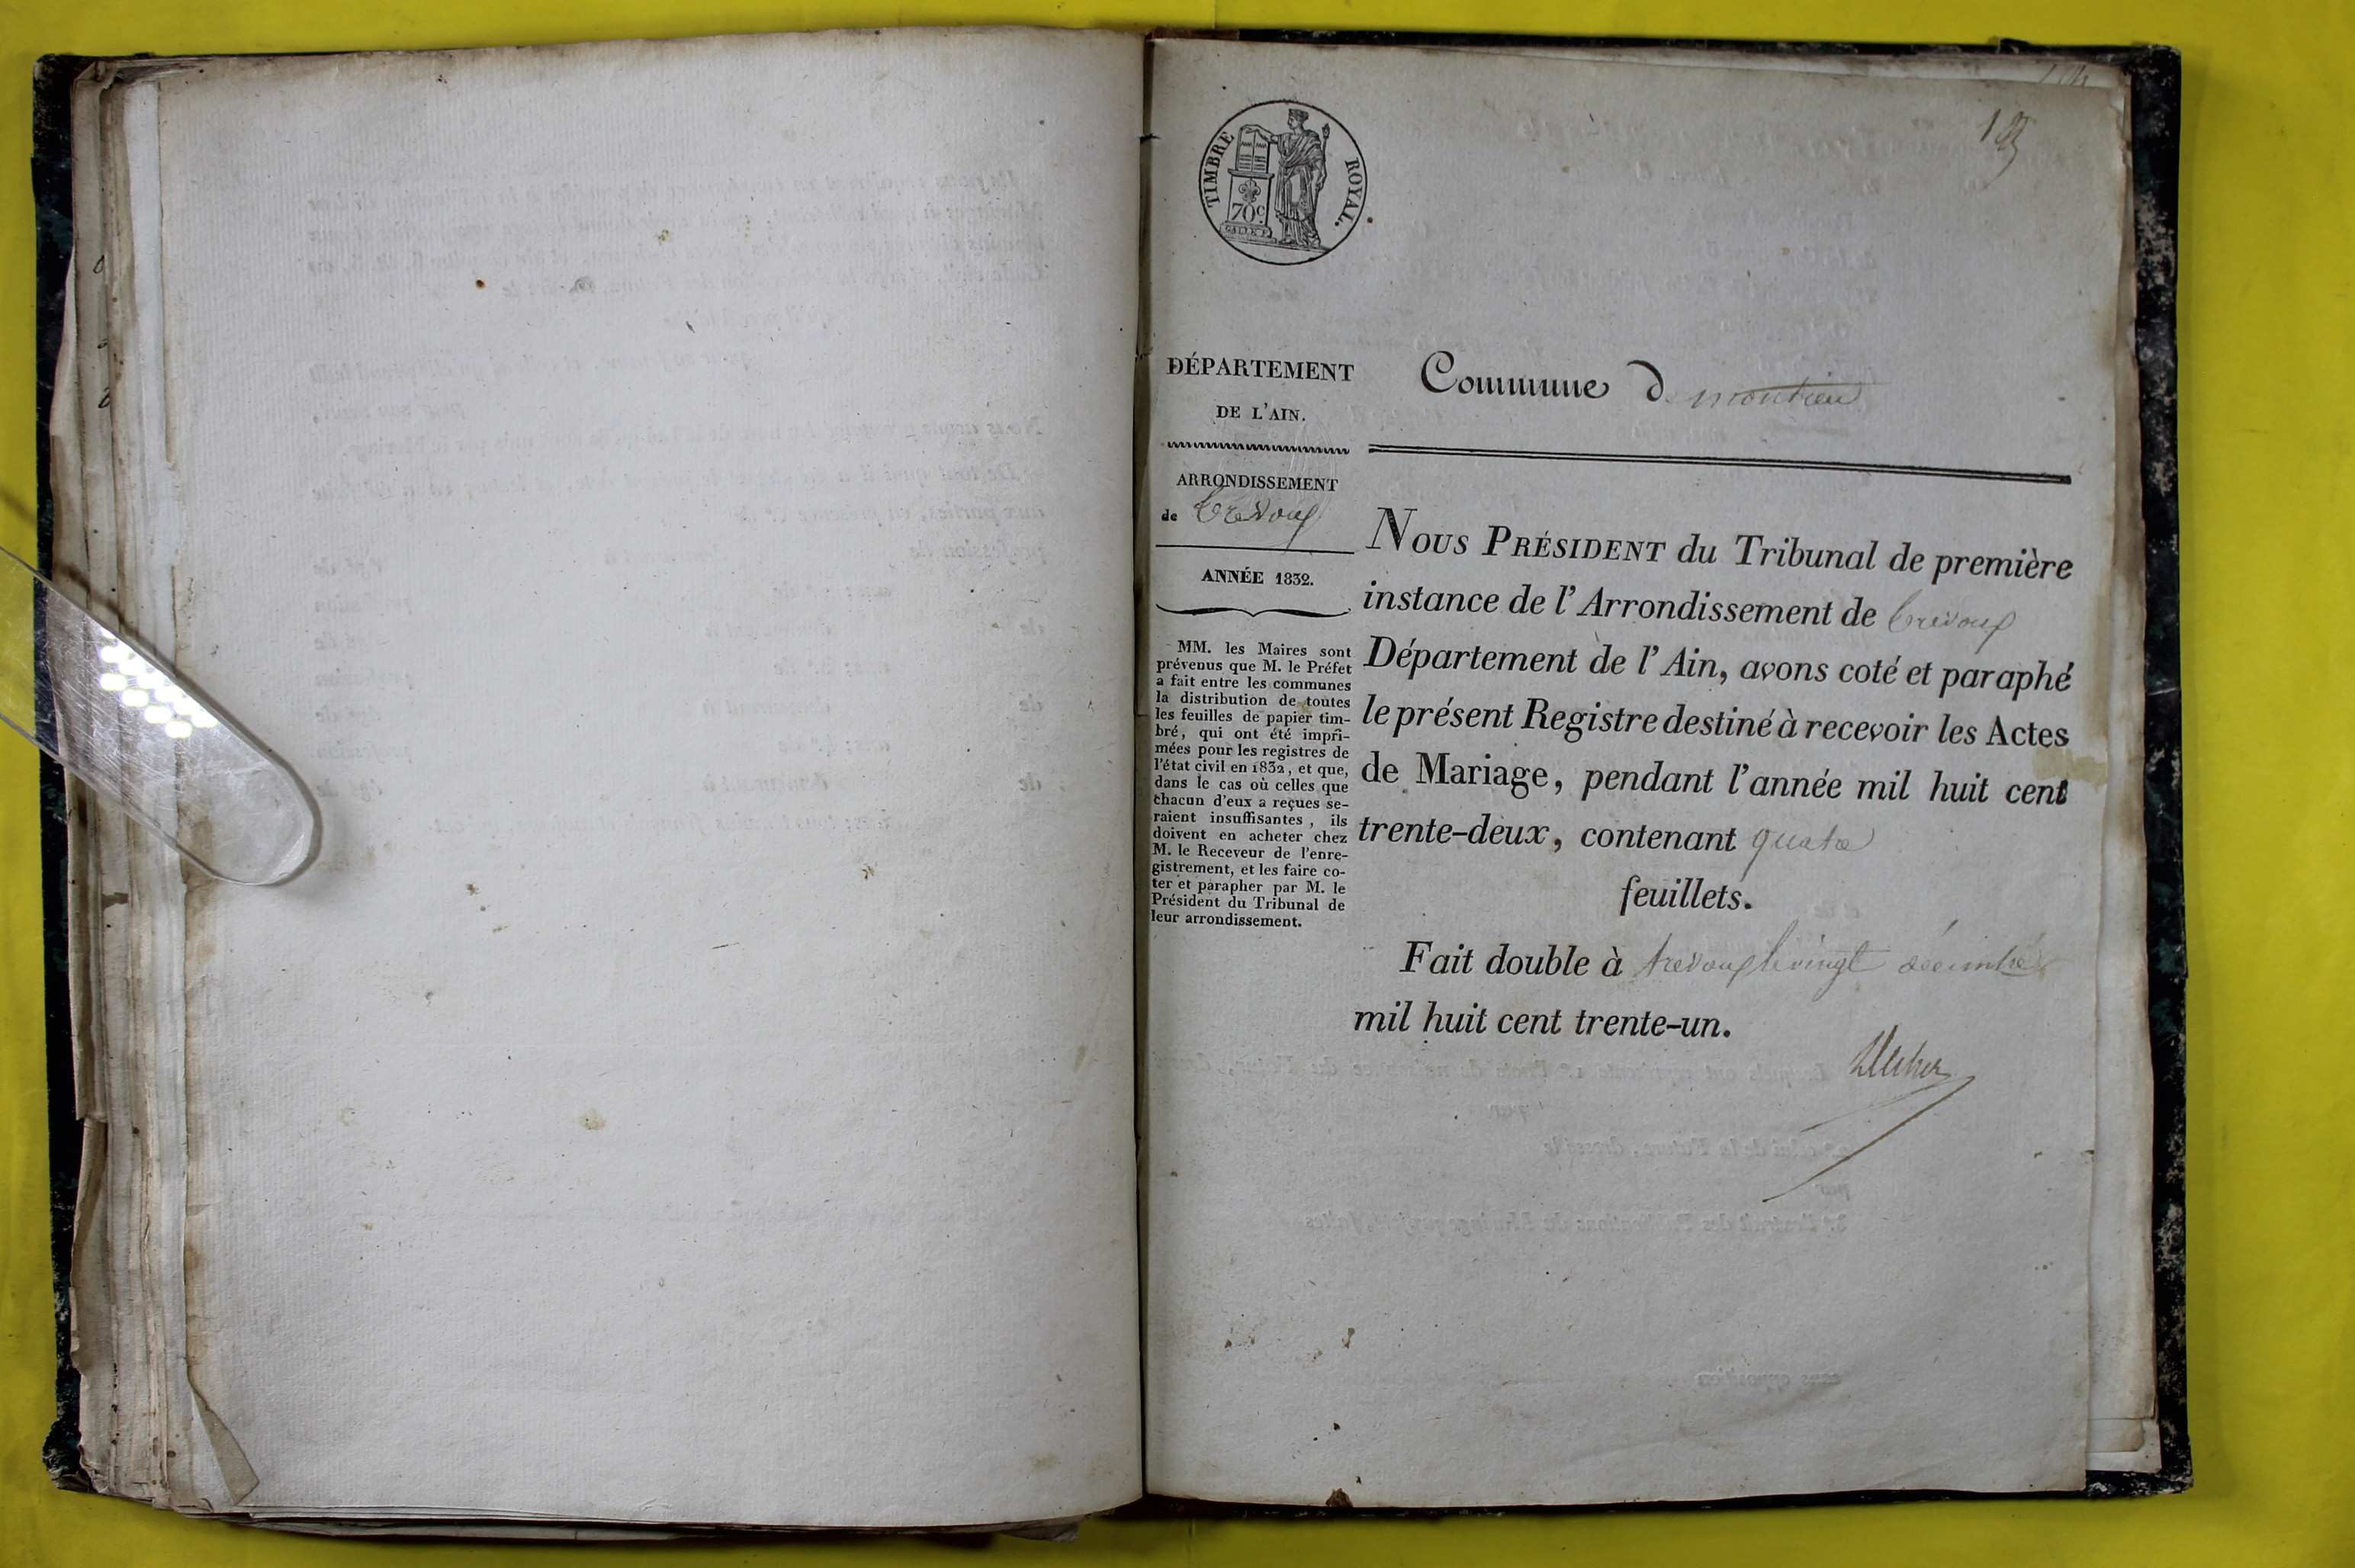 TIMBRE ROYAL.
70c
DÉPARTEMENT
DE L'AIN.
ARRONDISSEMENT
de Trévoux
ANNÉE 1832.
MM. les Maires sont
prévenus que M. le Préfet
a fait entre les communes
la distribution de toutes
les feuilles de papier tim-
bré, qui ont été impri-
mées pour les registres de
l'état civil en 1832, et que,
dans le cas où celles que
chacun d'eux a reçues se-
raient insuffisantes, ils
doivent en acheter chez
M. le Receveur de l'enre-
gistrement, et les faire co-
ter et parapher par M. le
Président du Tribunal de
leur arrondissement.
Commune d montieu
NOUS PRÉSIDENT du Tribunal de première
instance de l'Arrondissement de trevoux
Département de l'Ain, avons coté et paraphé
le présent Registre destiné à recevoir les Actes
de Mariage, pendant l'année mil huit cent
trente-deux, contenant quatre
feuillets.
Fait double à trevoux le vingt décembre
mil huit cent trente-un.